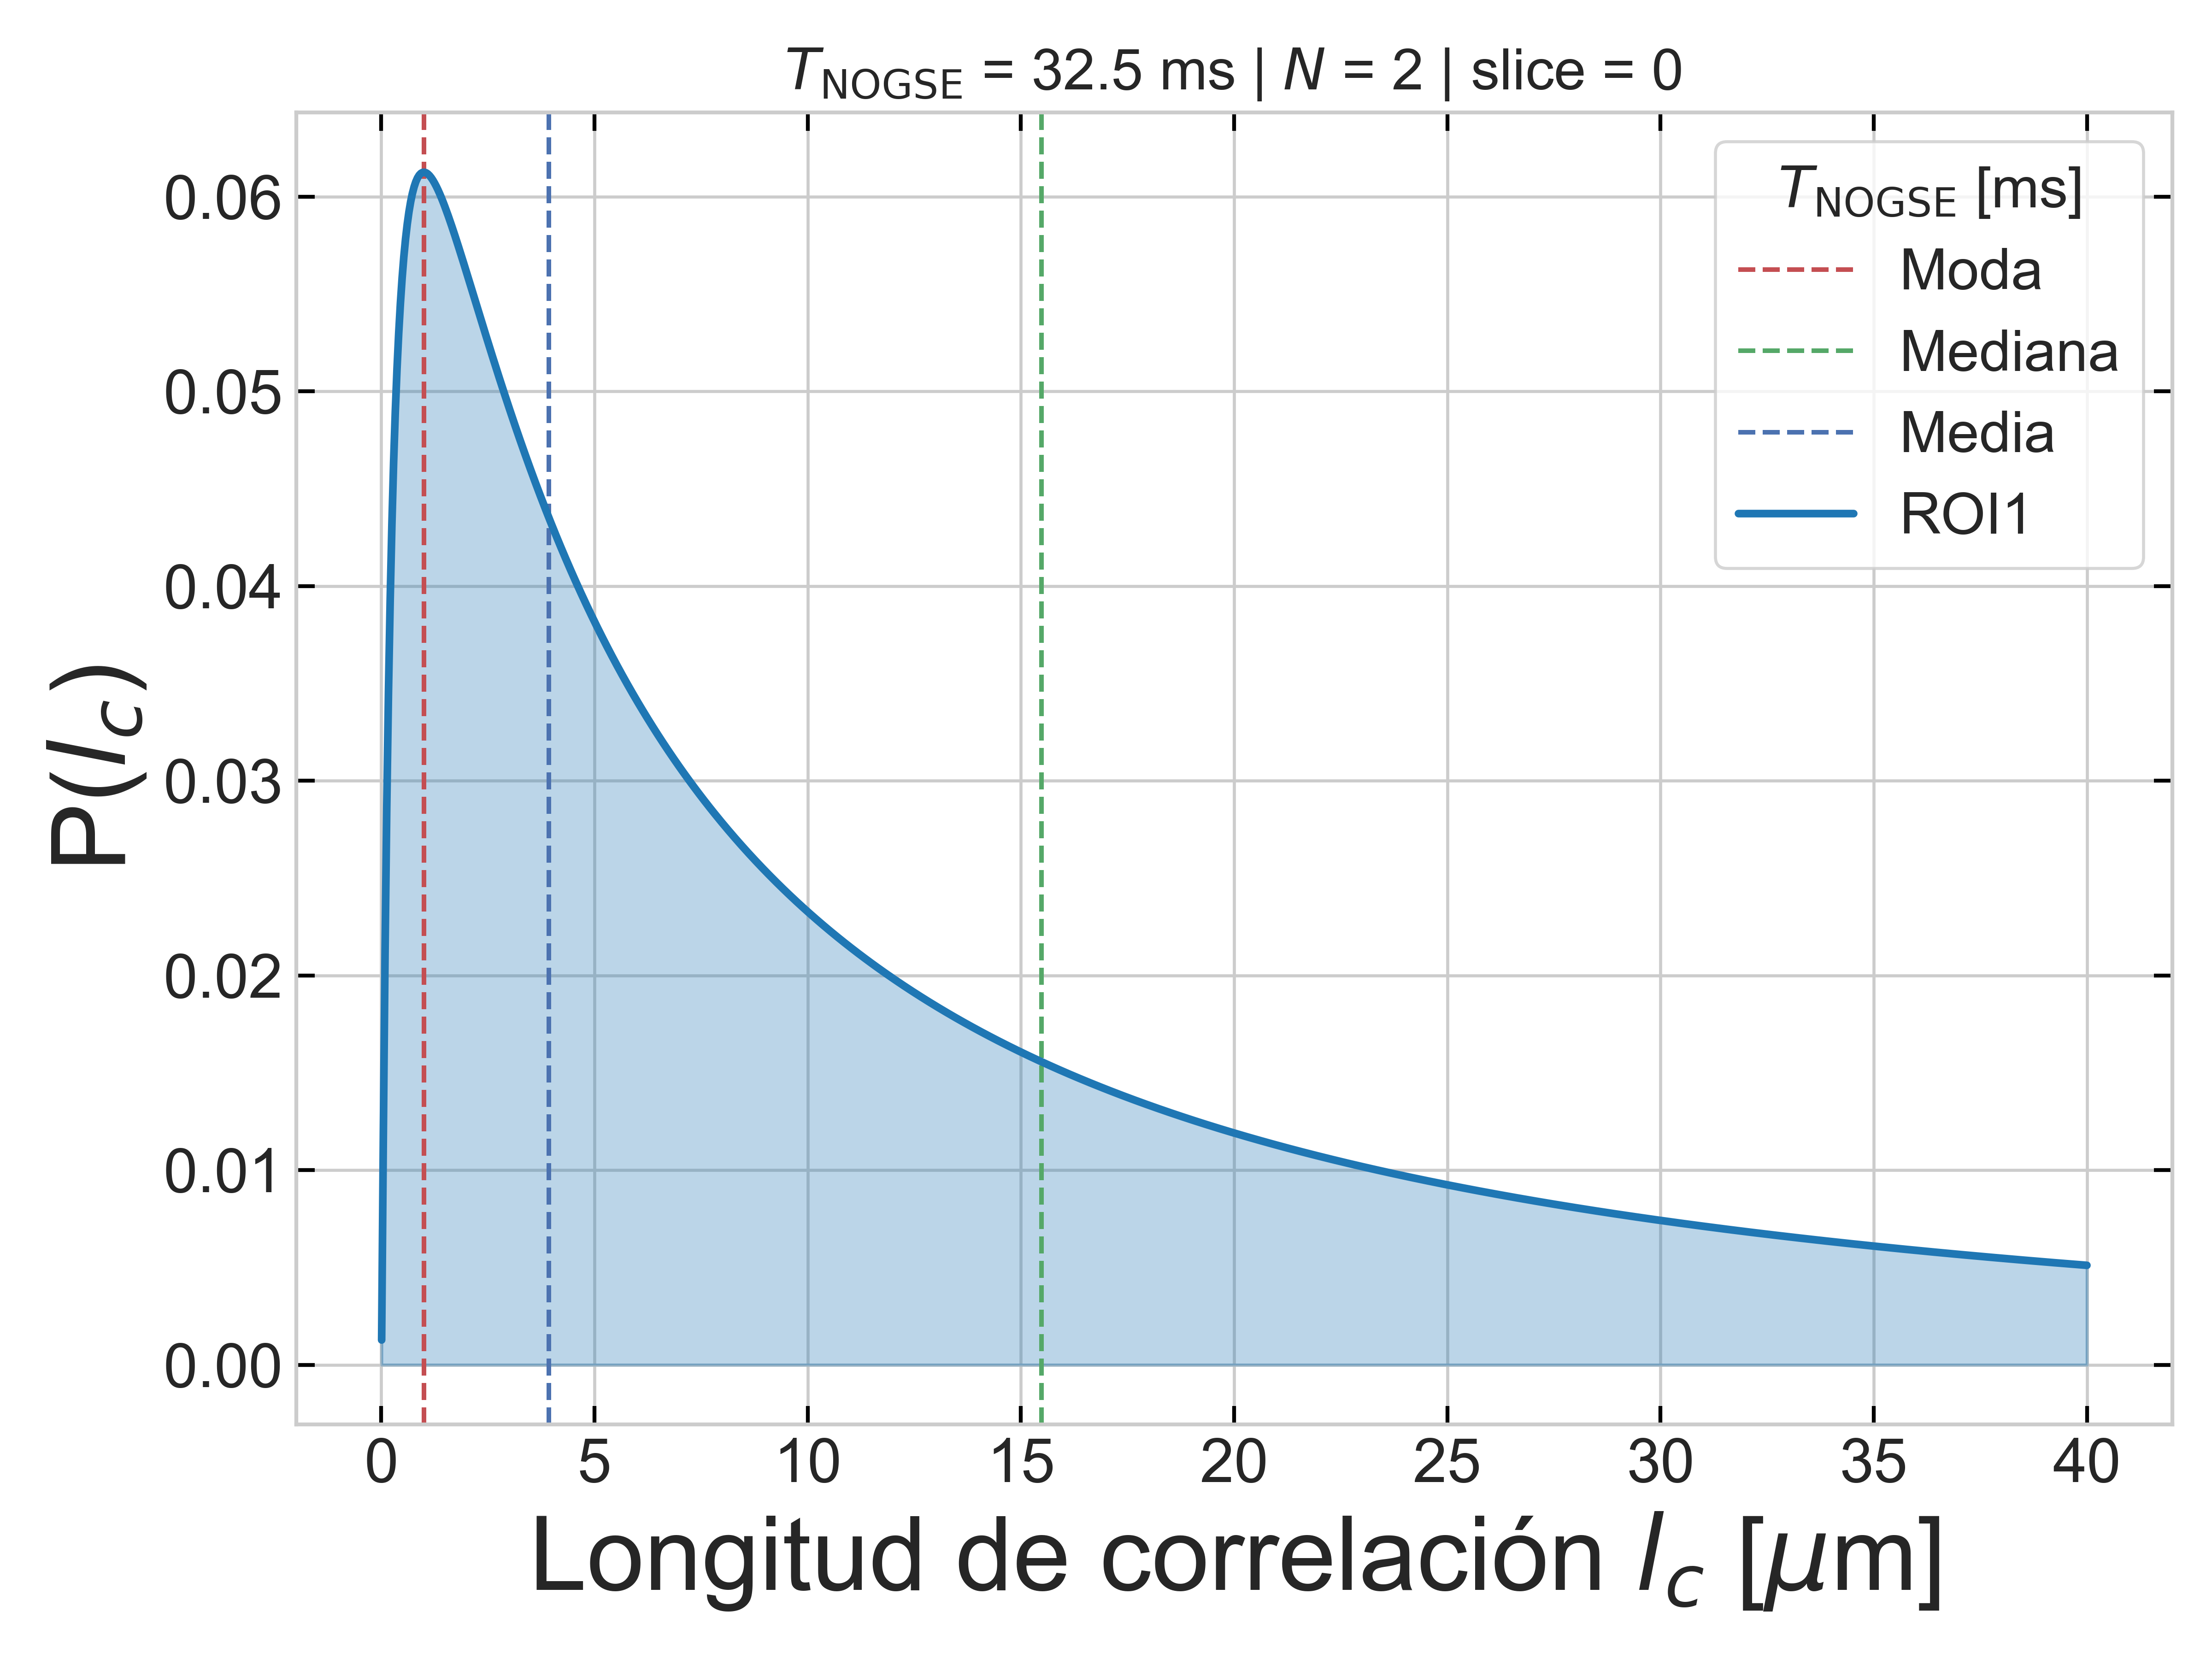 T_NOGSE = 32.5 ms | N = 2 | slice = 0
T_NOGSE [ms]
Moda
Mediana
Media
ROI1
P(l_c)
0.06
0.05
0.04
0.03
0.02
0.01
0.00
0 5 10 15 20 25 30 35 40
Longitud de correlación l_c [μm]